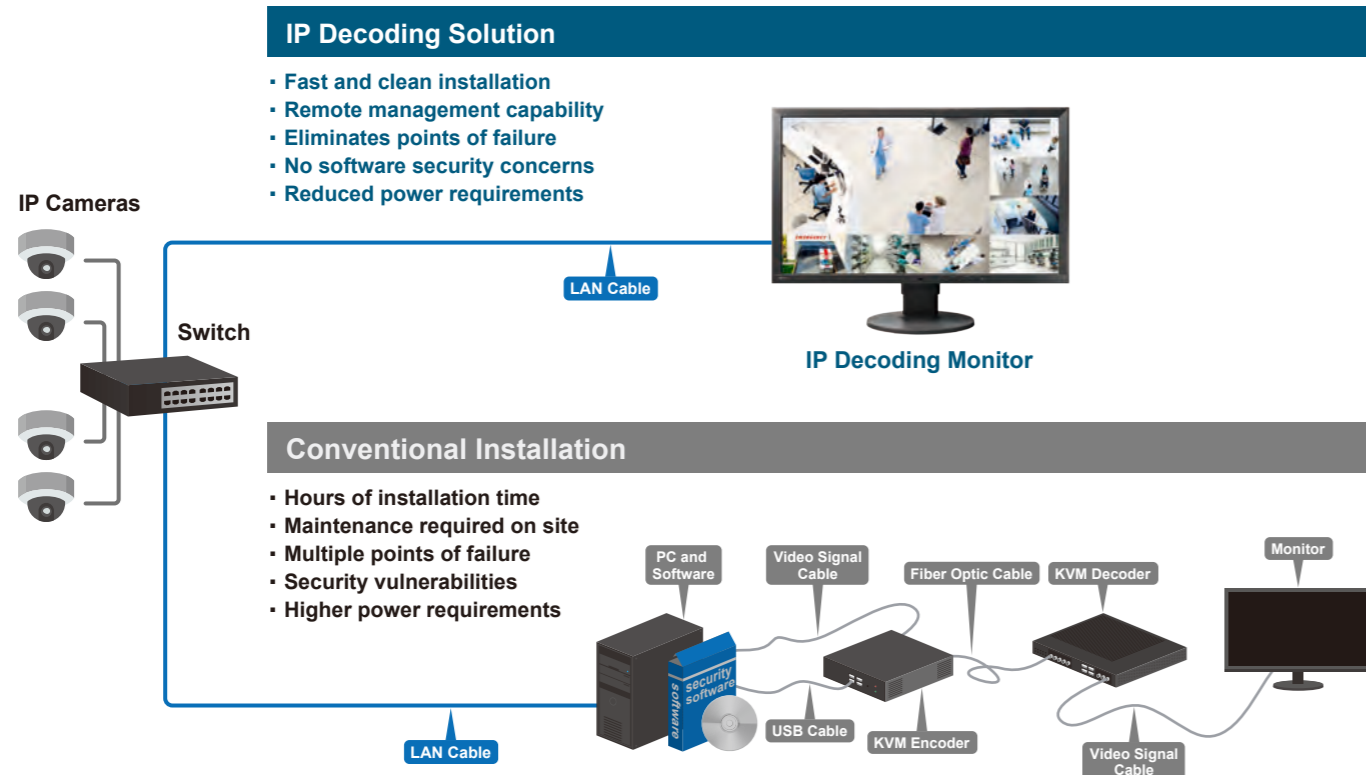 IP Decoding Solution
· Fast and clean installation
· Remote management capability
· Eliminates points of failure
· No software security concerns
· Reduced power requirements
IP Cameras
LAN Cable
Switch
IP Decoding Monitor
Conventional Installation
· Hours of installation time
· Maintenance required on site
· Multiple points of failure
· Security vulnerabilities
· Higher power requirements
PC and
Software
Video Signal
Cable
Fiber Optic Cable
KVM Decoder
Monitor
security
software
software
LAN Cable
USB Cable
KVM Encoder
Video Signal
Cable